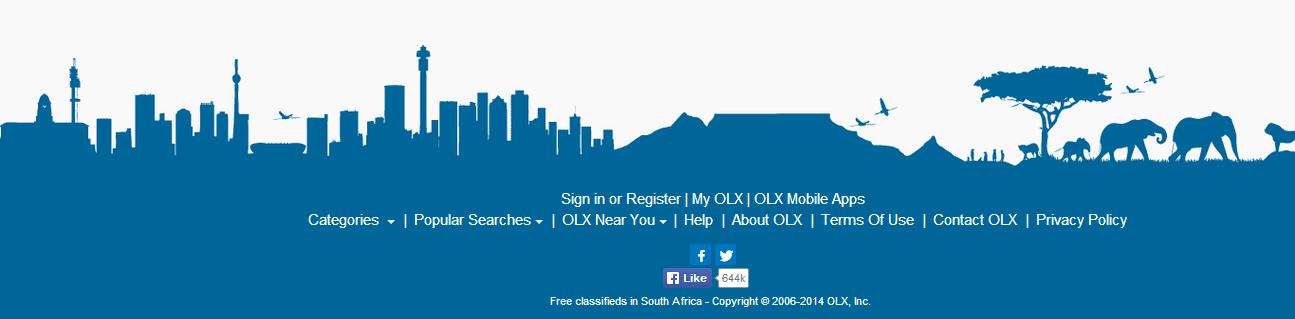 Sign in or Register | My OLX | OLX Mobile Apps
Categories | Popular Searches | OLX Near You | Help | About OLX | Terms Of Use | Contact OLX | Privacy Policy
f
f Like 644k
Free classifieds in South Africa - Copyright © 2006-2014 OLX, Inc.